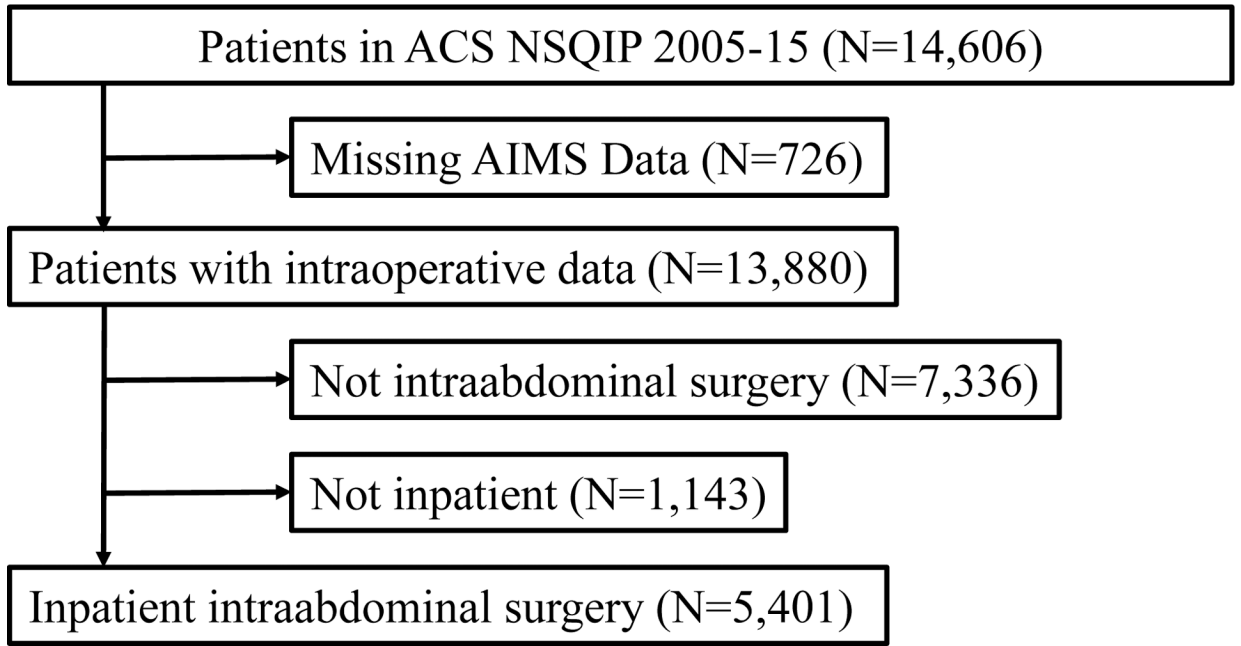 Patients in ACS NSQIP 2005-15 (N=14,606)
Missing AIMS Data (N=726)
Patients with intraoperative data (N=13,880)
Not intraabdominal surgery (N=7,336)
Not inpatient (N=1,143)
Inpatient intraabdominal surgery (N=5,401)